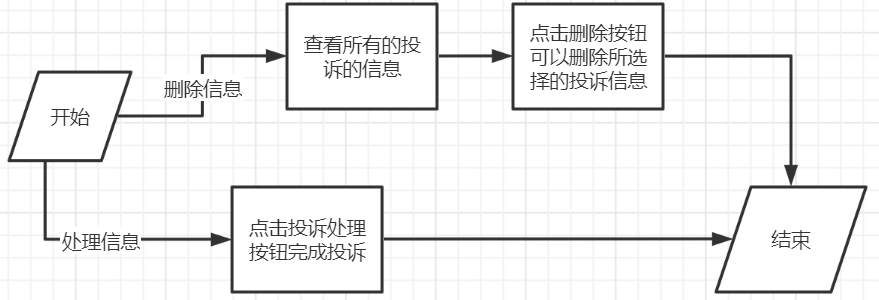 开始
删除信息
查看所有的投
诉的信息
点击删除按钮
可以删除所选
择的投诉信息
处理信息
点击投诉处理
按钮完成投诉
结束